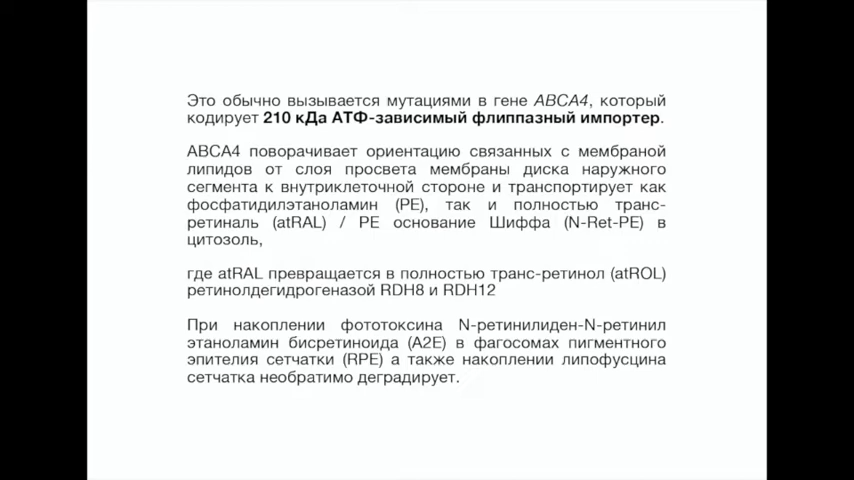 Это обычно вызывается мутациями в гене ABCA4, который
кодирует 210 кДа АТФ-зависимый флиппазный импортер.
ABCA4 поворачивает ориентацию связанных с мембраной
липидов от слоя просвета мембраны диска наружного
сегмента к внутриклеточной стороне и транспортирует как
фосфатидилэтаноламин (PE), так и полностью транс-
ретиналь (atRAL) / PE основание Шиффа (N-Ret-PE) в
цитозоль,
где atRAL превращается в полностью транс-ретинол (atROL)
ретинолдегидрогеназой RDH8 и RDH12
При накоплении фототоксина N-ретинилиден-N-ретинил
этаноламин бисретиноида (A2E) в фагосомах пигментного
эпителия сетчатки (RPE) а также накоплении липофусцина
сетчатка необратимо деградирует.